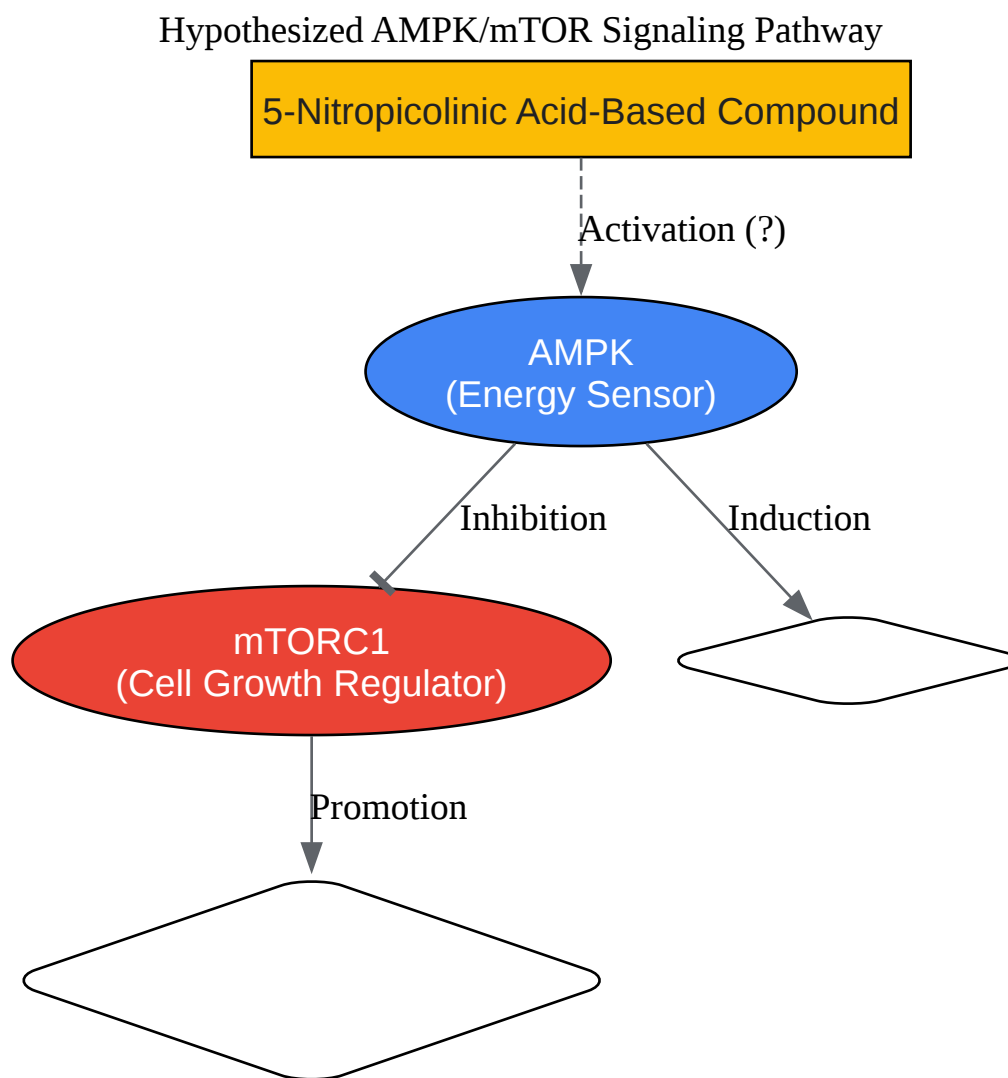 Hypothesized AMPK/mTOR Signaling Pathway
5-Nitropicolinic Acid-Based Compound
Activation (?)
AMPK
(Energy Sensor)
Inhibition
Induction
mTORC1
(Cell Growth Regulator)
Promotion